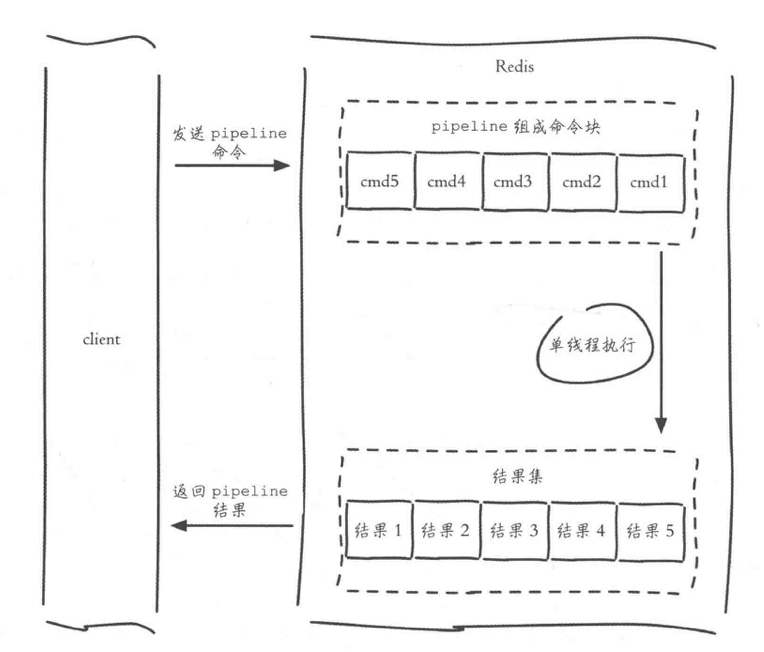 Redis
pipeline 组成命令块
发送 pipeline
命令
cmd5 cmd4 cmd3 cmd2 cmd1
client
单线程执行
结果集
返回 pipeline
结果
结果 1 结果 2 结果 3 结果 4 结果 5